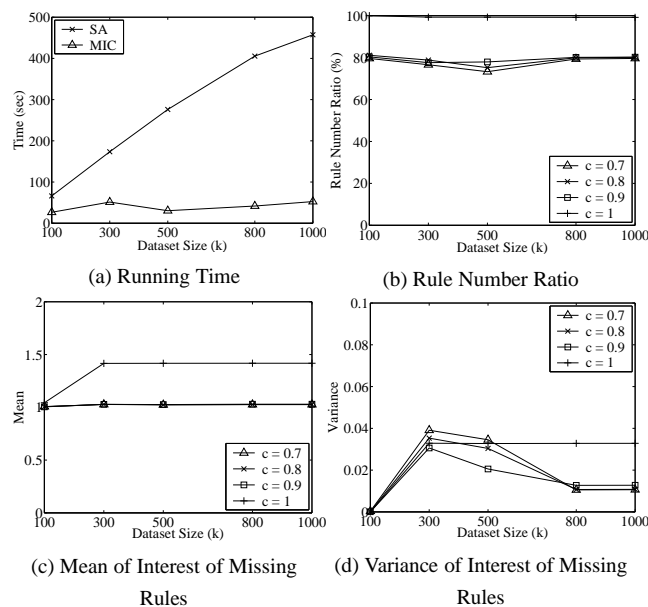 500
400
300
200
100
0
Time (sec)
SA
MIC
100 300 500 800 1000
Dataset Size (k)
(a) Running Time
100
80
60
40
20
0
Rule Number Ratio (%)
c = 0.7
c = 0.8
c = 0.9
c = 1
100 300 500 800 1000
Dataset Size (k)
(b) Rule Number Ratio
2
1.5
1
0.5
0
Mean
c = 0.7
c = 0.8
c = 0.9
c = 1
100 300 500 800 1000
Dataset Size (k)
(c) Mean of Interest of Missing
Rules
0.1
0.08
0.06
0.04
0.02
0
Variance
c = 0.7
c = 0.8
c = 0.9
c = 1
100 300 500 800 1000
Dataset Size (k)
(d) Variance of Interest of Missing
Rules